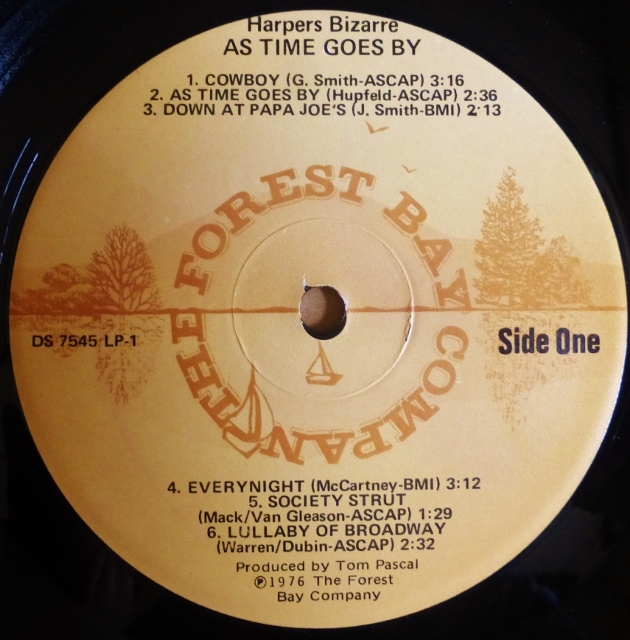 Harpers Bizarre
AS TIME GOES BY
1. COWBOY (G. Smith-ASCAP) 3:16
2. AS TIME GOES BY (Hupfeld-ASCAP) 2:36
3. DOWN AT PAPA JOE'S (J. Smith-BMI) 2:13
THE FOREST BAY COMPANY
DS 7545 LP-1
Side One
4. EVERYNIGHT (McCartney-BMI) 3:12
5. SOCIETY STRUT
(Mack/Van Gleason-ASCAP) 1:29
6. LULLABY OF BROADWAY
(Warren/Dubin-ASCAP) 2:32
Produced by Tom Pascal
℗1976 The Forest
Bay Company